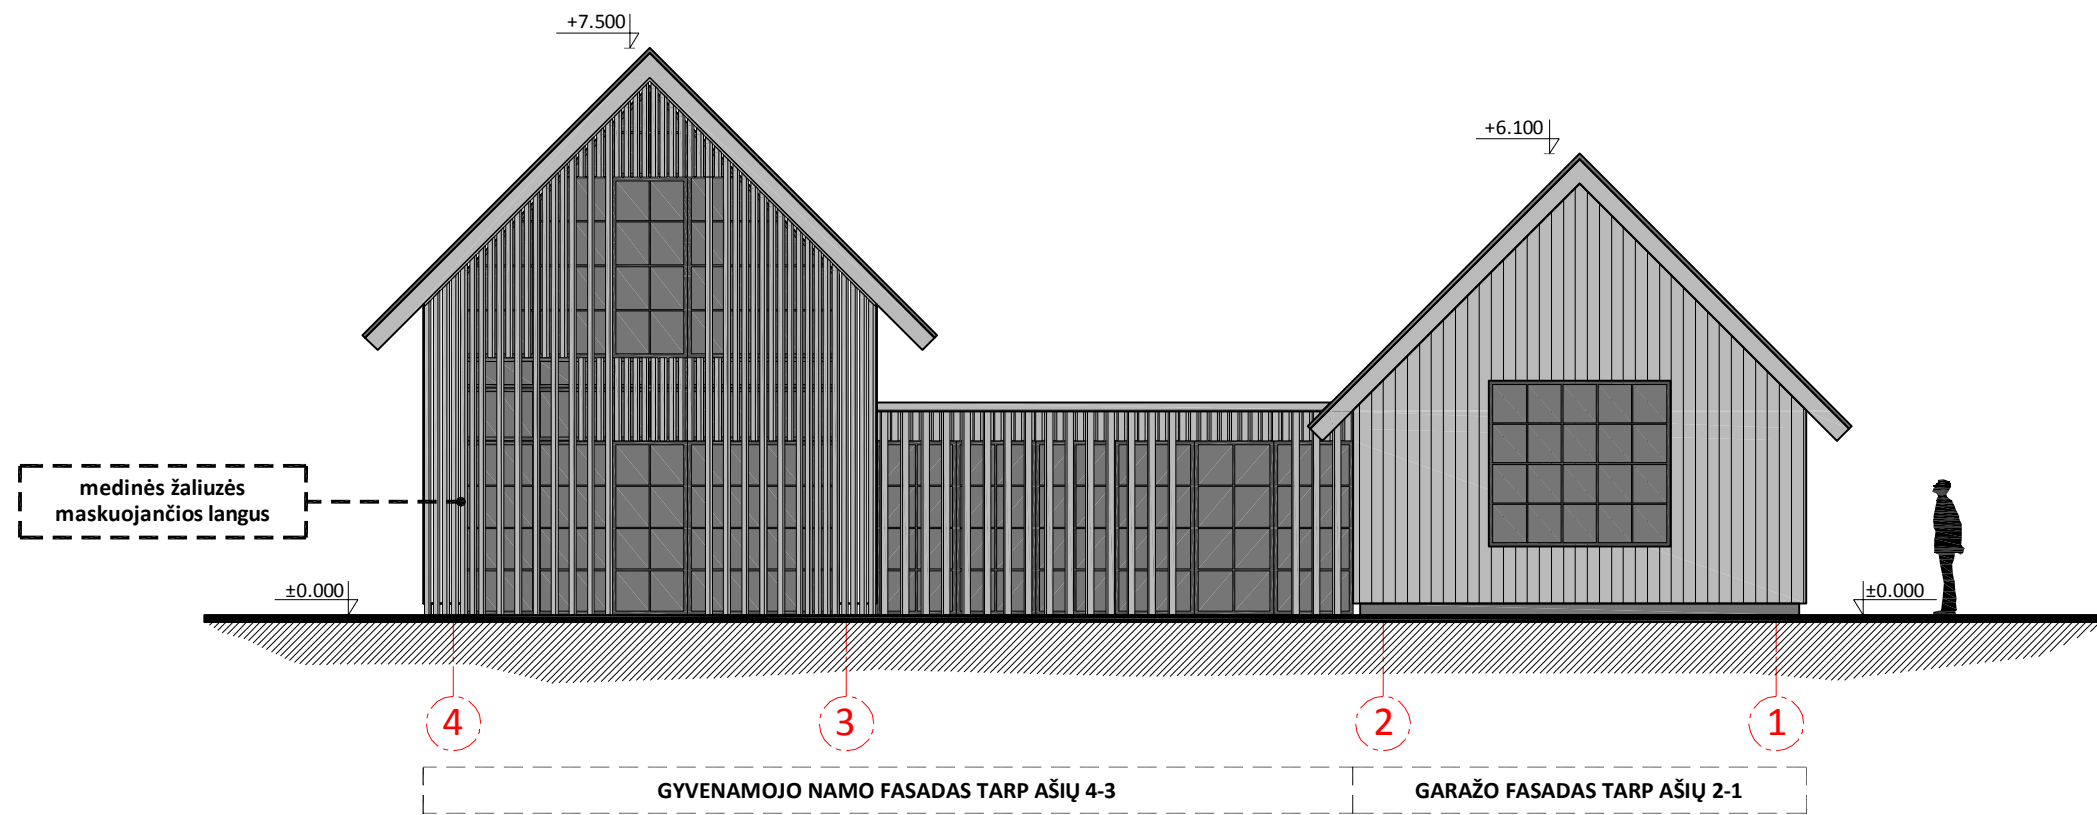 +7.500
+6.100
medinės žaliuzės
maskuojančios langus
±0.000
±0.000
4
3
2
1
GYVENAMOJO NAMO FASADAS TARP AŠIŲ 4-3
GARAŽO FASADAS TARP AŠIŲ 2-1